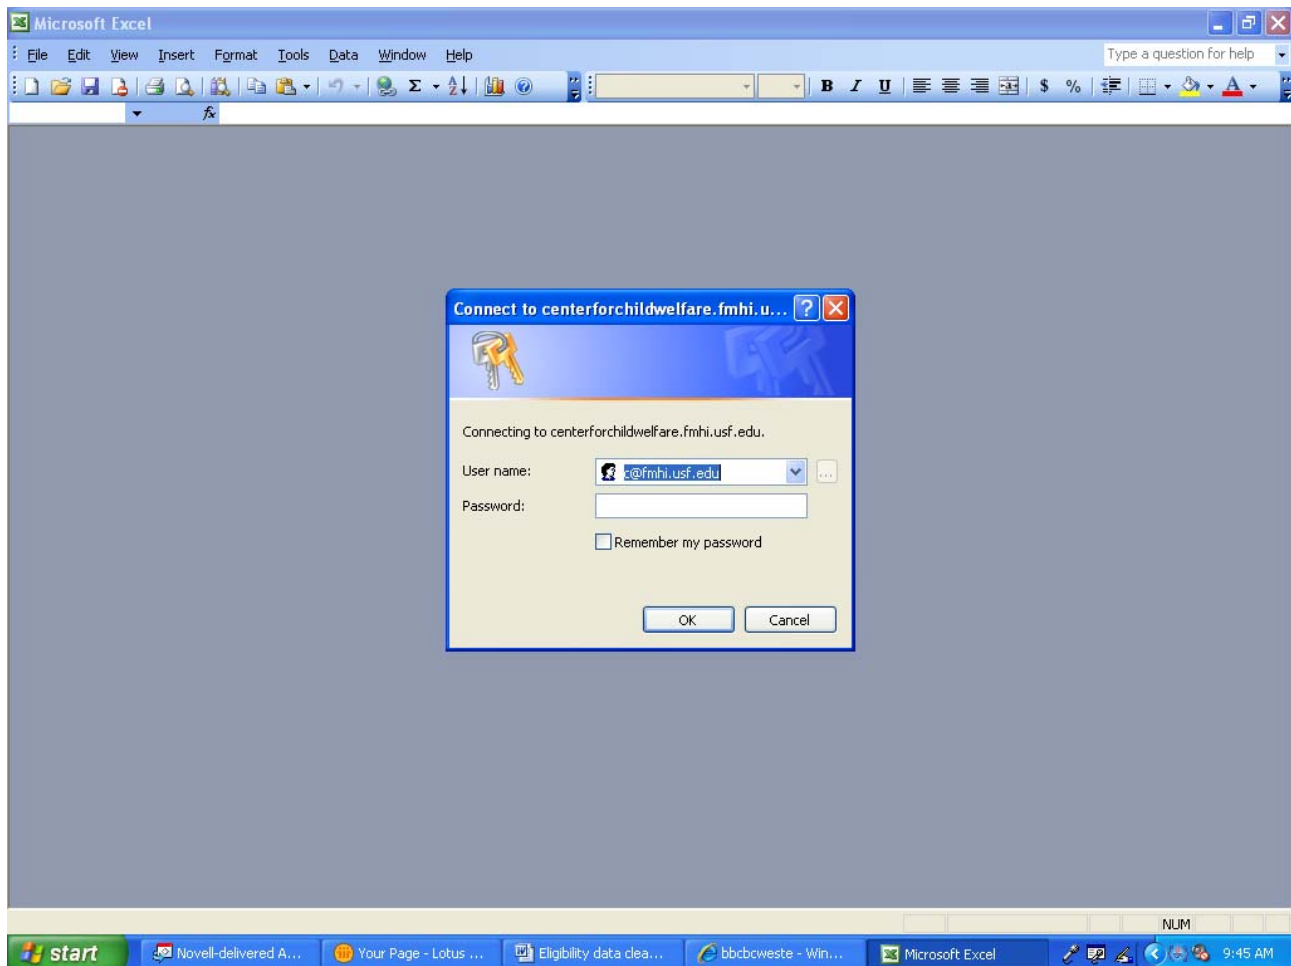 Microsoft Excel
File Edit View Insert Format Tools Data Window Help Type a question for help
Σ A Z B I U $ % A
fx
Connect to centerforchildwelfare.fmhi.u... ?
Connecting to centerforchildwelfare.fmhi.usf.edu.
User name: c@fmhi.usf.edu ...
Password:
Remember my password
OK Cancel
NUM
start Novell-delivered A... Your Page - Lotus ... Eligibility data clea... bbcbcweste - Win... Microsoft Excel 9:45 AM